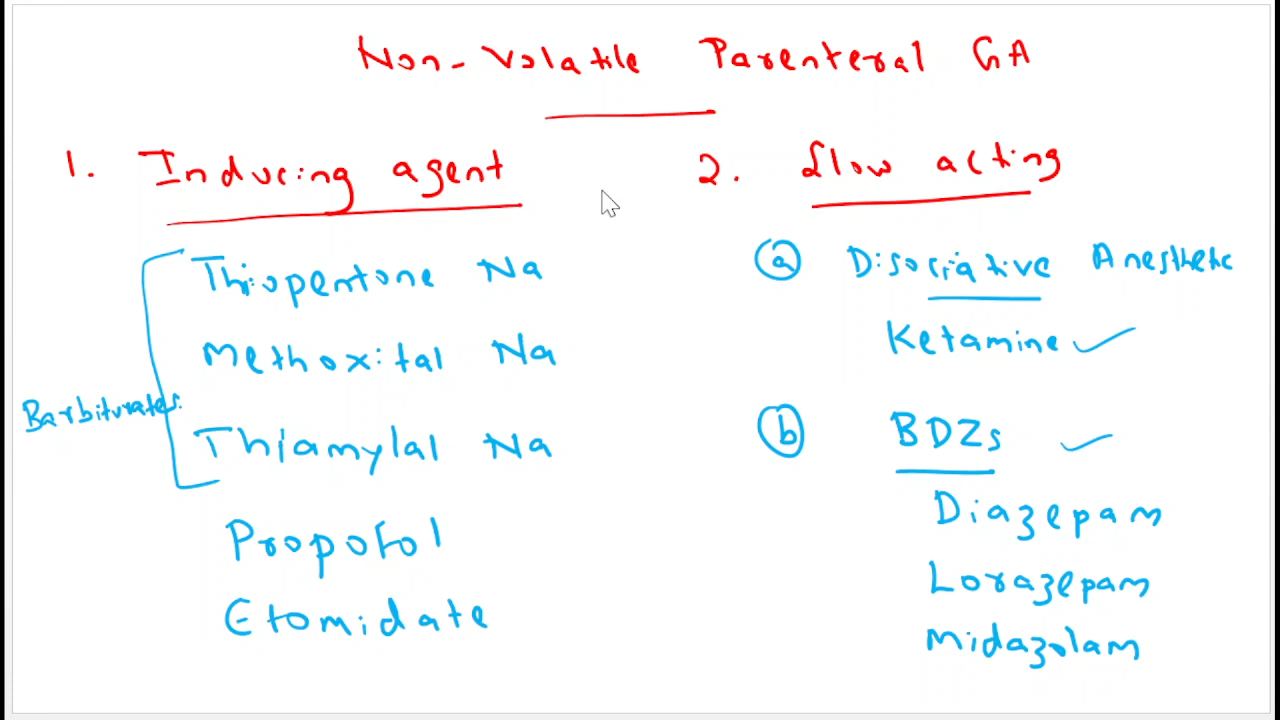 Non-Volatile Parenteral GA
1. Inducing agent
Thiopentone Na
Methoxital Na
Barbiturates.
Thiamylal Na
Propofol
Etomidate
2. Slow acting
a Disociative Anesthetic
Ketamine ✓
b BDZs ✓
Diazepam
Lorazepam
Midazolam